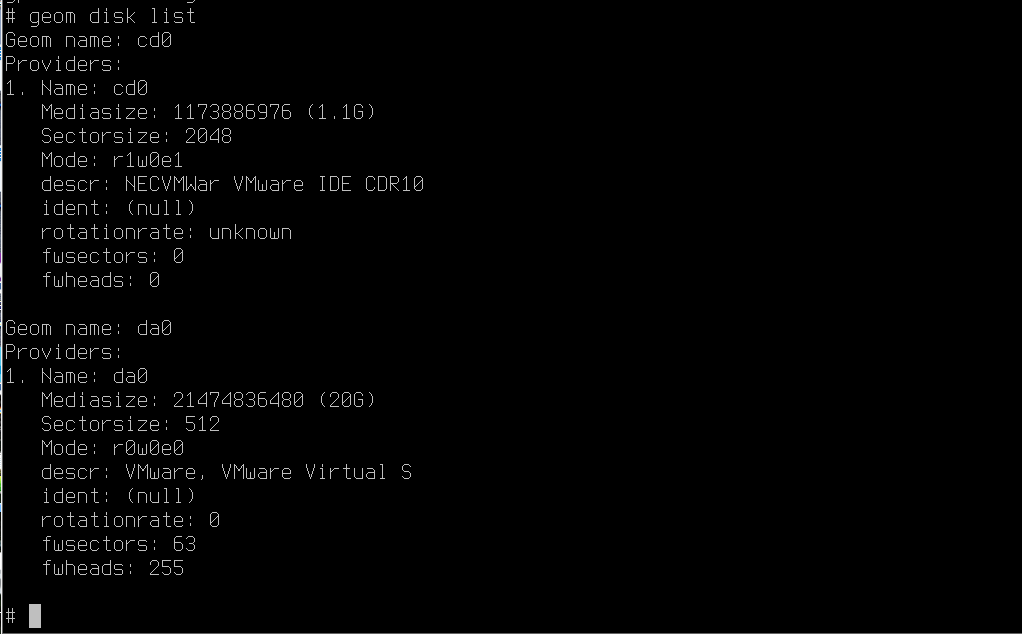 # geom disk list
Geom name: cd0
Providers:
1. Name: cd0
   Mediasize: 1173886976 (1.1G)
   Sectorsize: 2048
   Mode: r1w0e1
   descr: NECVMWar VMware IDE CDR10
   ident: (null)
   rotationrate: unknown
   fwsectors: 0
   fwheads: 0

Geom name: da0
Providers:
1. Name: da0
   Mediasize: 21474836480 (20G)
   Sectorsize: 512
   Mode: r0w0e0
   descr: VMware, VMware Virtual S
   ident: (null)
   rotationrate: 0
   fwsectors: 63
   fwheads: 255

#